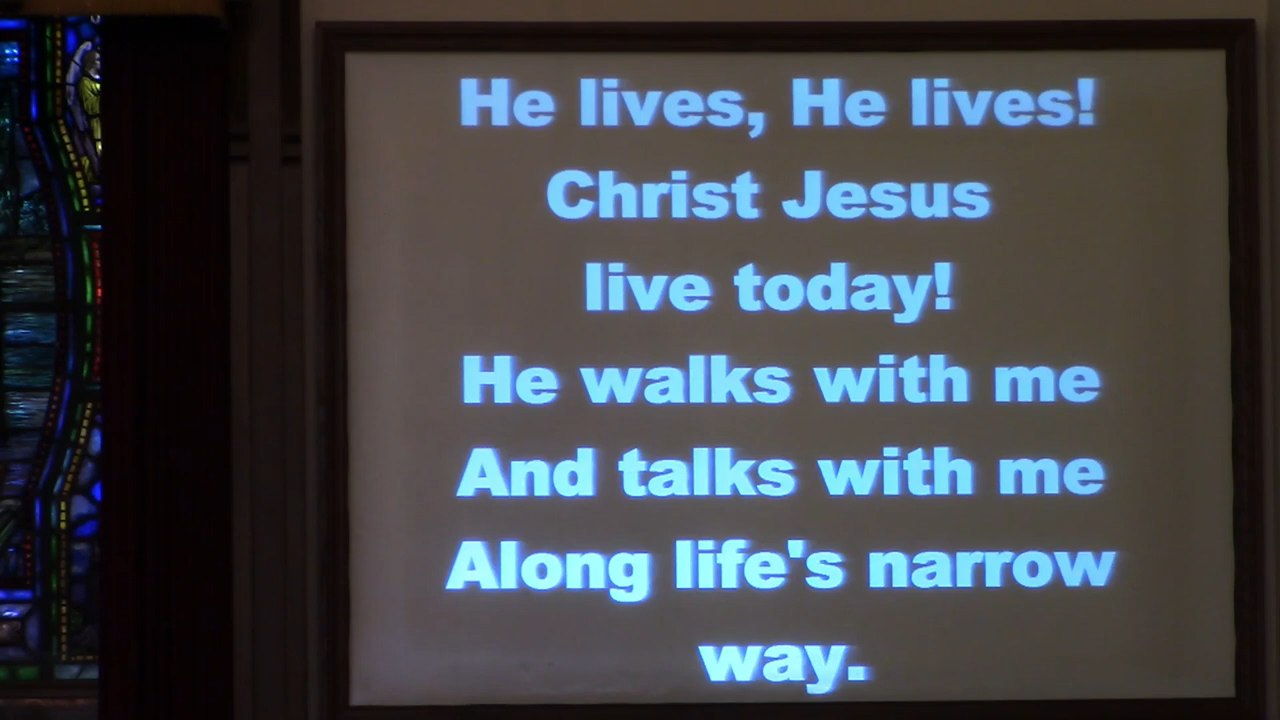 He lives, He lives!
Christ Jesus
live today!
He walks with me
And talks with me
Along life's narrow
way.